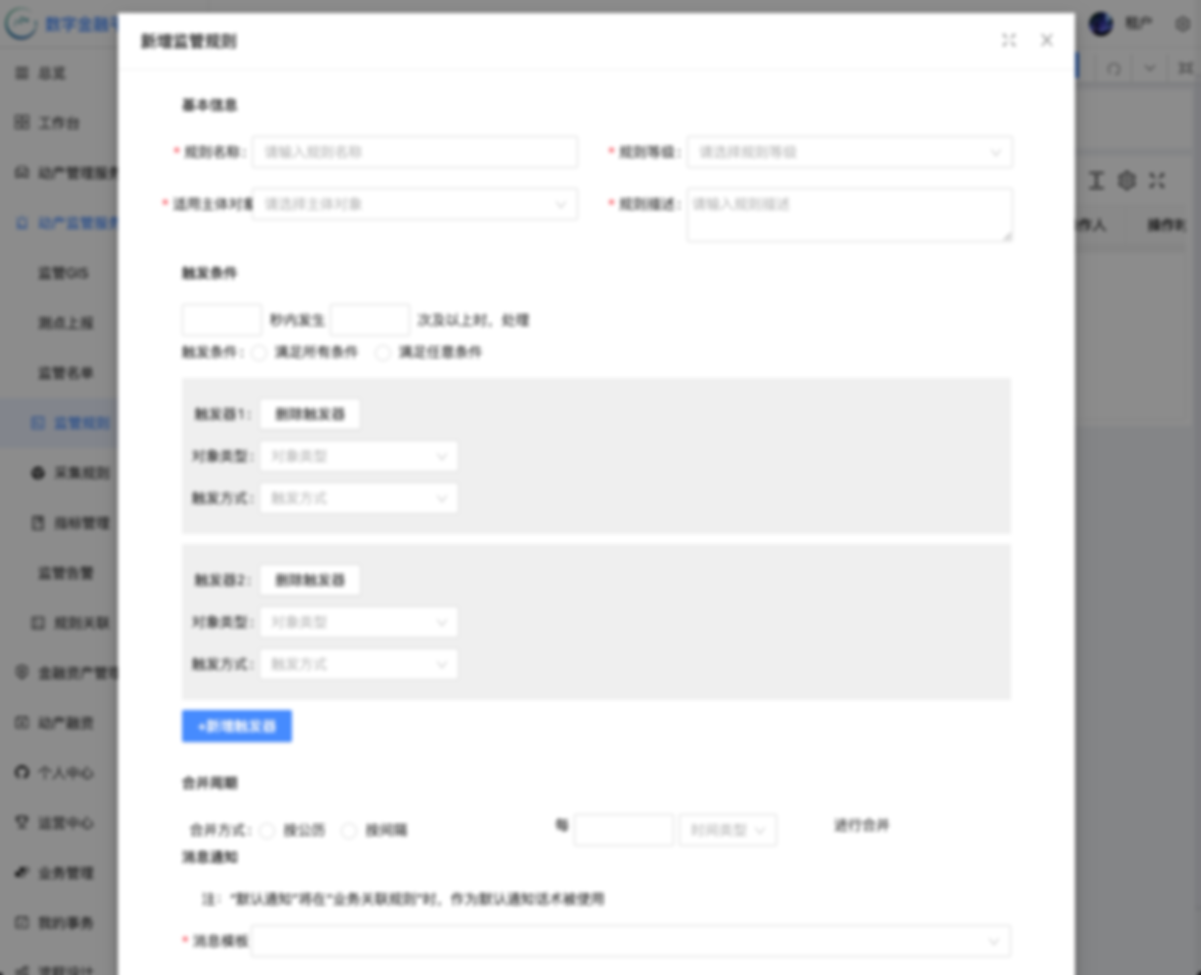 数字金融
租户
总览
工作台
动产管理服务
动产监管服务
监管GIS
测点上报
监管名单
监管规则
采集规则
指标管理
监管告警
规则关联
金融资产管理
动产融资
个人中心
运营中心
业务管理
我的事务
流程设计
作人
操作时
新增监管规则
基本信息
* 规则名称: 请输入规则名称
* 规则等级: 请选择规则等级
* 适用主体对象 请选择主体对象
* 规则描述: 请输入规则描述
触发条件
秒内发生 次及以上时，处理
触发条件: 满足所有条件 满足任意条件
触发器1: 删除触发器
对象类型: 对象类型
触发方式: 触发方式
触发器2: 删除触发器
对象类型: 对象类型
触发方式: 触发方式
+新增触发器
合并周期
合并方式: 按公历 按间隔 每 时间类型 进行合并
消息通知
注：“默认通知”将在“业务关联规则”时，作为默认通知话术被使用
* 消息模板